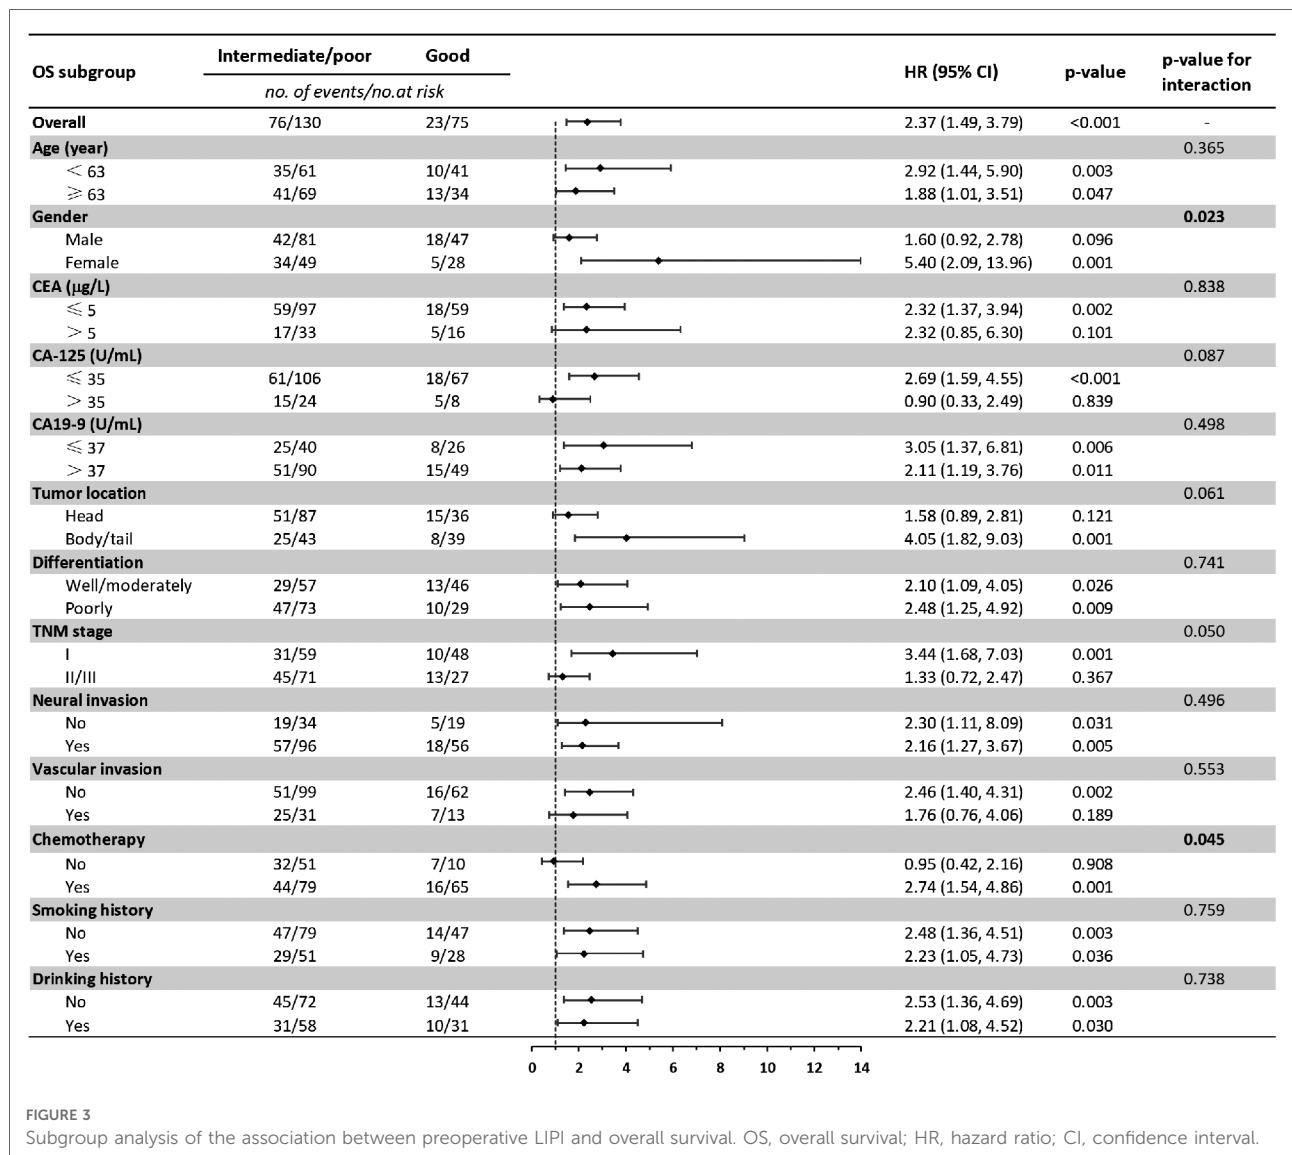 OS subgroup Intermediate/poor Good HR (95% CI) p-value p-value for interaction
no. of events/no.at risk
Overall 76/130 23/75 2.37 (1.49, 3.79) <0.001 -
Age (year) 0.365
< 63 35/61 10/41 2.92 (1.44, 5.90) 0.003
⩾ 63 41/69 13/34 1.88 (1.01, 3.51) 0.047
Gender 0.023
Male 42/81 18/47 1.60 (0.92, 2.78) 0.096
Female 34/49 5/28 5.40 (2.09, 13.96) 0.001
CEA (μg/L) 0.838
⩽ 5 59/97 18/59 2.32 (1.37, 3.94) 0.002
> 5 17/33 5/16 2.32 (0.85, 6.30) 0.101
CA-125 (U/mL) 0.087
⩽ 35 61/106 18/67 2.69 (1.59, 4.55) <0.001
> 35 15/24 5/8 0.90 (0.33, 2.49) 0.839
CA19-9 (U/mL) 0.498
⩽ 37 25/40 8/26 3.05 (1.37, 6.81) 0.006
> 37 51/90 15/49 2.11 (1.19, 3.76) 0.011
Tumor location 0.061
Head 51/87 15/36 1.58 (0.89, 2.81) 0.121
Body/tail 25/43 8/39 4.05 (1.82, 9.03) 0.001
Differentiation 0.741
Well/moderately 29/57 13/46 2.10 (1.09, 4.05) 0.026
Poorly 47/73 10/29 2.48 (1.25, 4.92) 0.009
TNM stage 0.050
I 31/59 10/48 3.44 (1.68, 7.03) 0.001
II/III 45/71 13/27 1.33 (0.72, 2.47) 0.367
Neural invasion 0.496
No 19/34 5/19 2.30 (1.11, 8.09) 0.031
Yes 57/96 18/56 2.16 (1.27, 3.67) 0.005
Vascular invasion 0.553
No 51/99 16/62 2.46 (1.40, 4.31) 0.002
Yes 25/31 7/13 1.76 (0.76, 4.06) 0.189
Chemotherapy 0.045
No 32/51 7/10 0.95 (0.42, 2.16) 0.908
Yes 44/79 16/65 2.74 (1.54, 4.86) 0.001
Smoking history 0.759
No 47/79 14/47 2.48 (1.36, 4.51) 0.003
Yes 29/51 9/28 2.23 (1.05, 4.73) 0.036
Drinking history 0.738
No 45/72 13/44 2.53 (1.36, 4.69) 0.003
Yes 31/58 10/31 2.21 (1.08, 4.52) 0.030
0 2 4 6 8 10 12 14
FIGURE 3
Subgroup analysis of the association between preoperative LIPI and overall survival. OS, overall survival; HR, hazard ratio; CI, confidence interval.